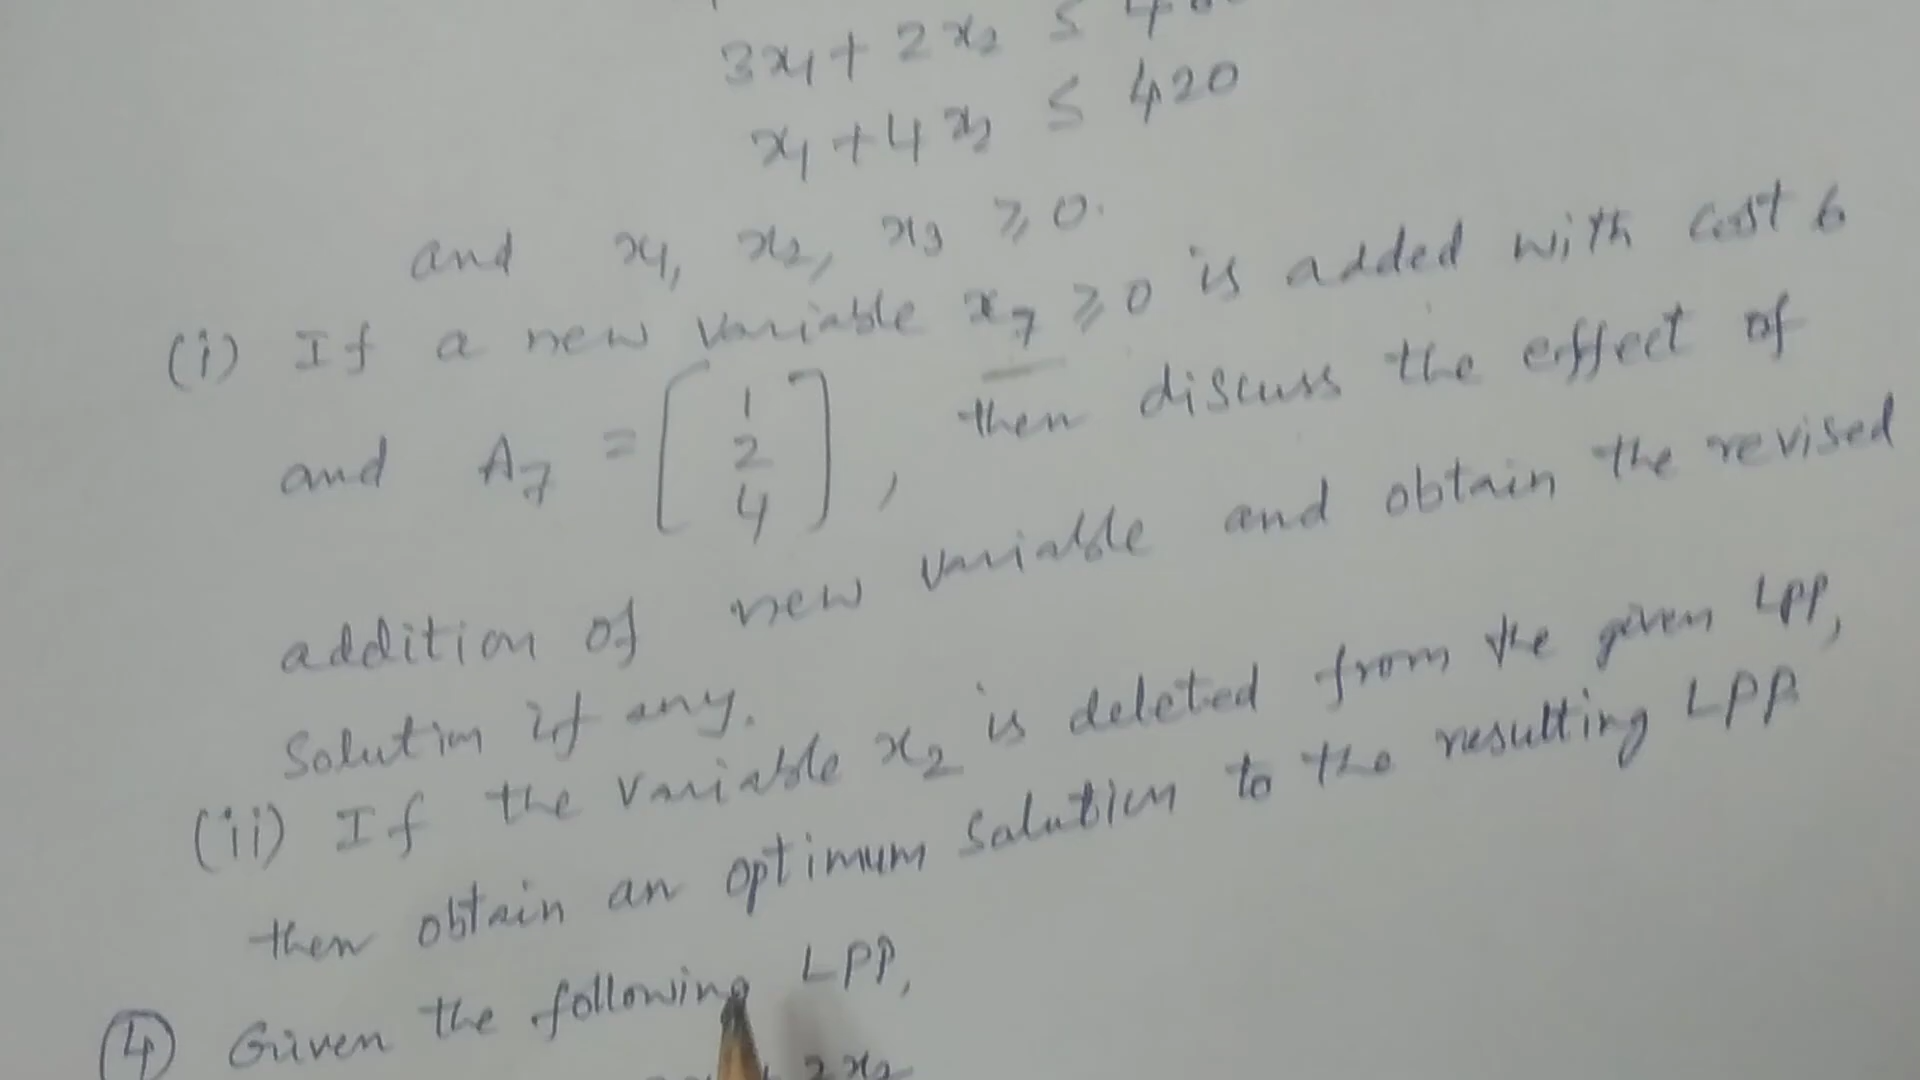 3x₁ + 2x₂ ≤
x₁ + 4x₂ ≤ 420
and x₁, x₂, x₃ ≥ 0.
(i) If a new variable x₇ ≥ 0 is added with cost 6
and A₇ = [1 2 4], then discuss the effect of
addition of new variable and obtain the revised
Solution if any.
(ii) If the variable x₂ is deleted from the given LPP,
then obtain an optimum solution to the resulting LPP.
④ Given the following LPP,
2x₂